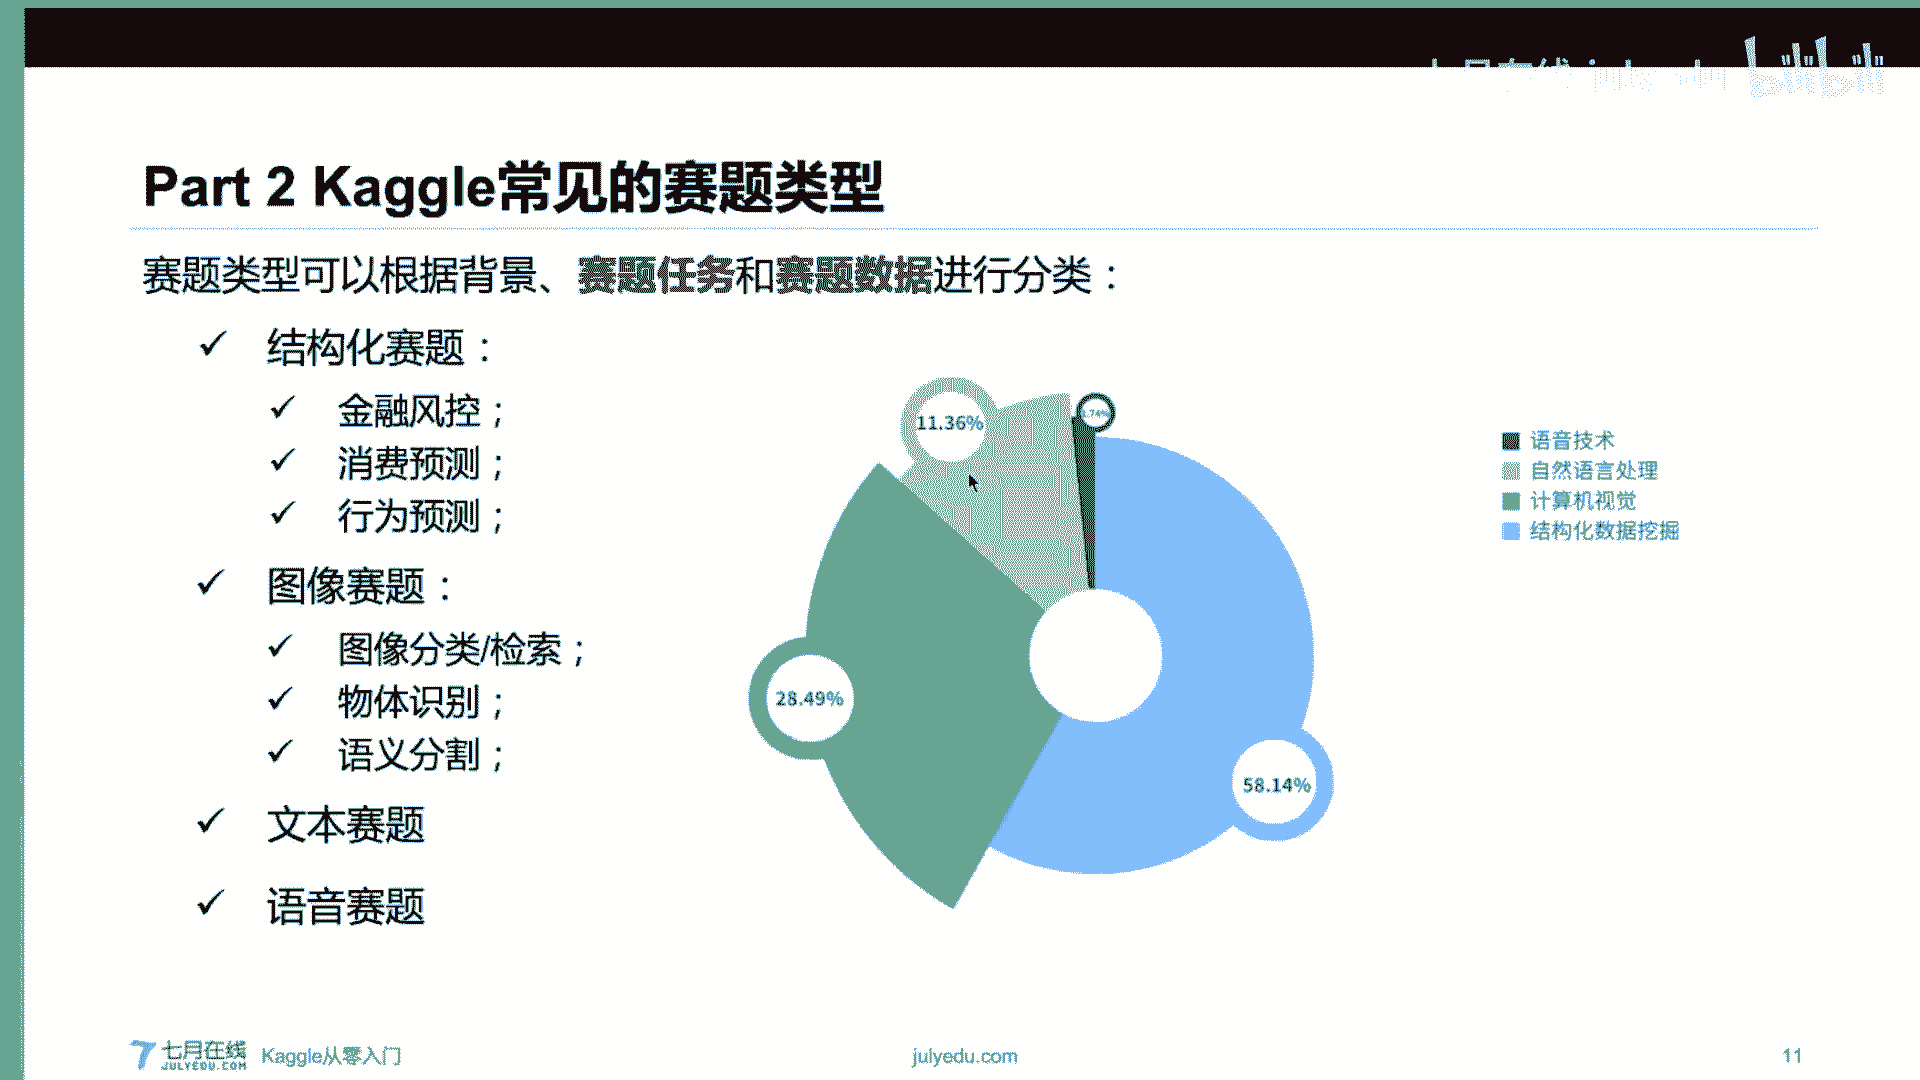 bilibili
Part 2 Kaggle常见的赛题类型
赛题类型可以根据背景、赛题任务和赛题数据进行分类：
✓ 结构化赛题：
✓ 金融风控；
✓ 消费预测；
✓ 行为预测；
✓ 图像赛题：
✓ 图像分类/检索；
✓ 物体识别；
✓ 语义分割；
✓ 文本赛题
✓ 语音赛题
11.36%
28.49%
58.14%
语音技术
自然语言处理
计算机视觉
结构化数据挖掘
七月在线
JULYEDU.COM
Kaggle从零入门
julyedu.com
11